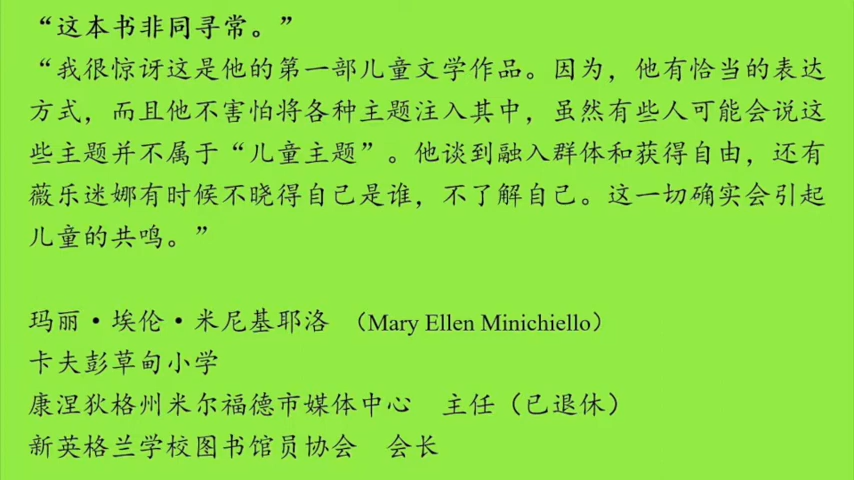 “这本书非同寻常。”
“我很惊讶这是他的第一部儿童文学作品。因为，他有恰当的表达
方式，而且他不害怕将各种主题注入其中，虽然有些人可能会说这
些主题并不属于“儿童主题”。他谈到融入群体和获得自由，还有
薇乐迷娜有时候不晓得自己是谁，不了解自己。这一切确实会引起
儿童的共鸣。”
玛丽·埃伦·米尼基耶洛 （Mary Ellen Minichiello）
卡夫彭草甸小学
康涅狄格州米尔福德市媒体中心 主任（已退休）
新英格兰学校图书馆员协会 会长